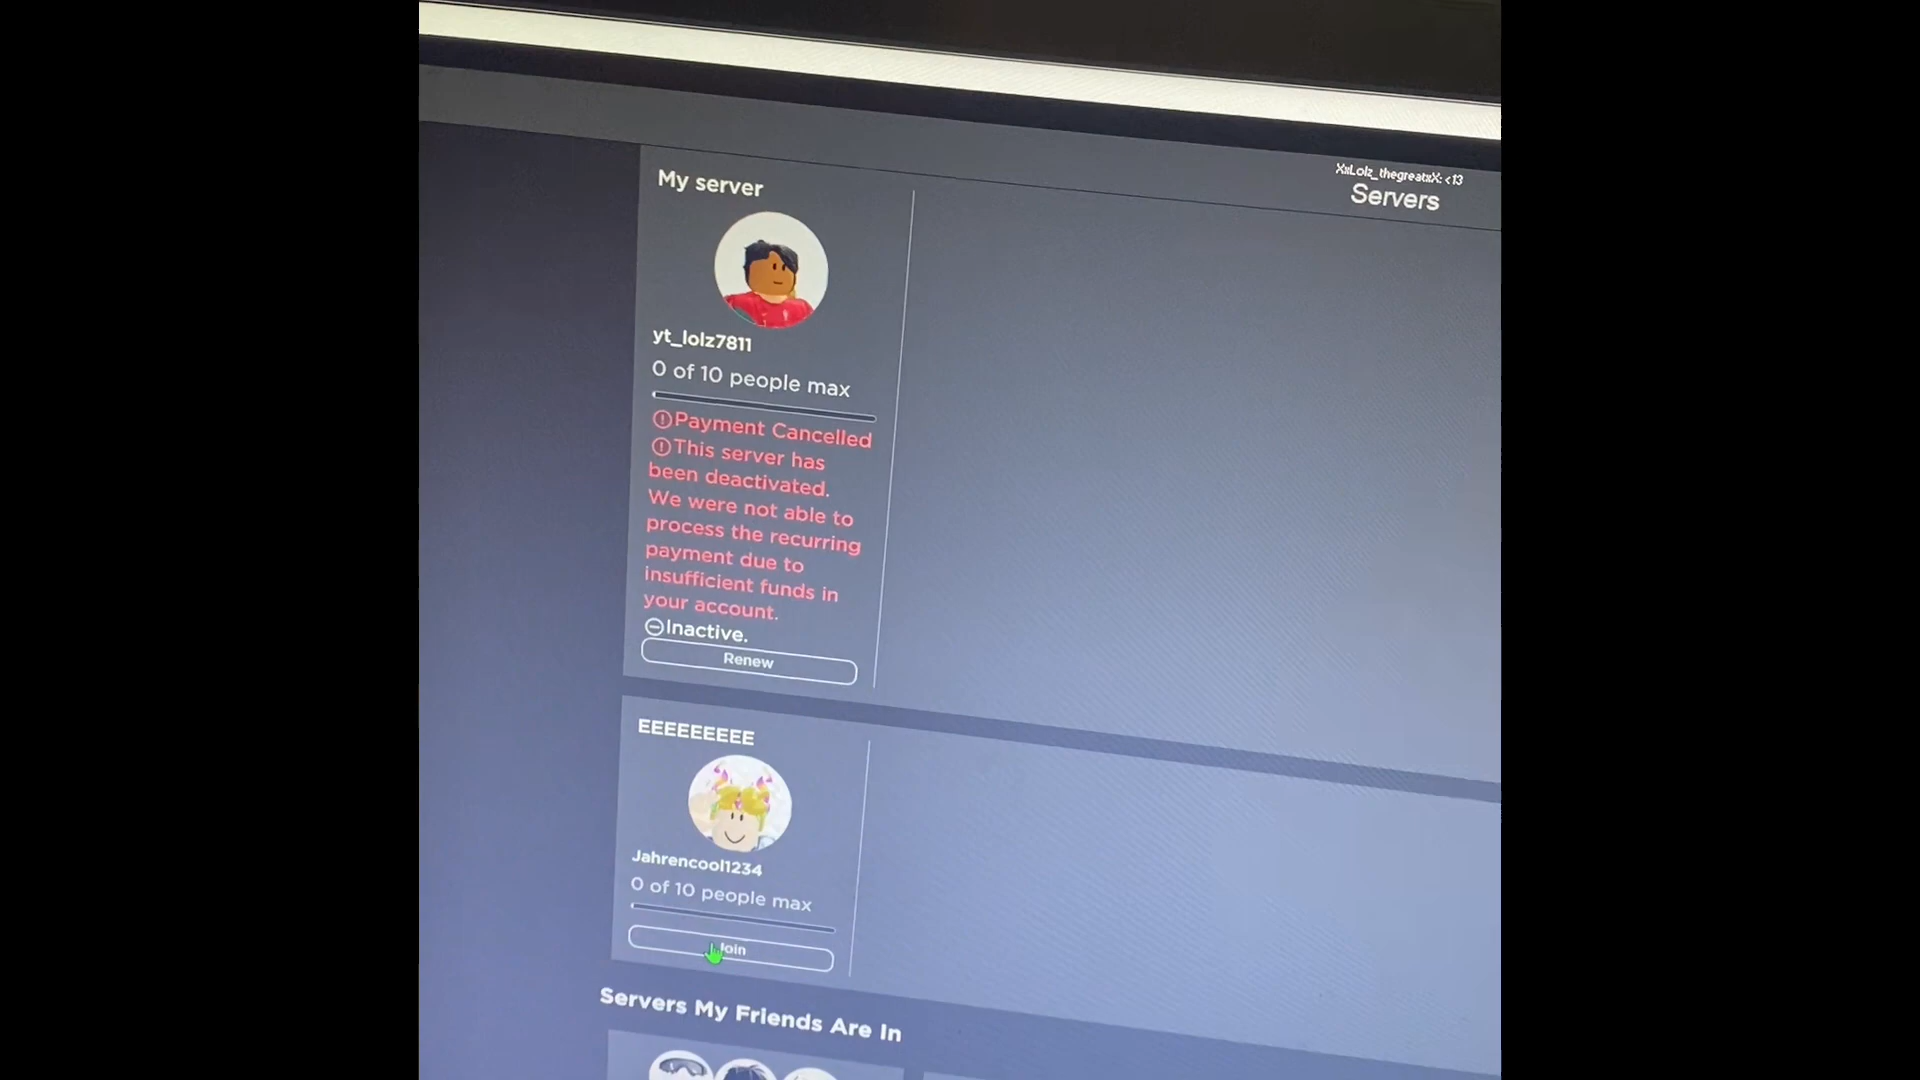 XxLolz_thegreatxX: <13
Servers
My server
yt_lolz7811
0 of 10 people max
Payment Cancelled
This server has
been deactivated.
We were not able to
process the recurring
payment due to
insufficient funds in
your account.
Inactive.
Renew
EEEEEEEEE
Jahrencool1234
0 of 10 people max
Join
Servers My Friends Are In